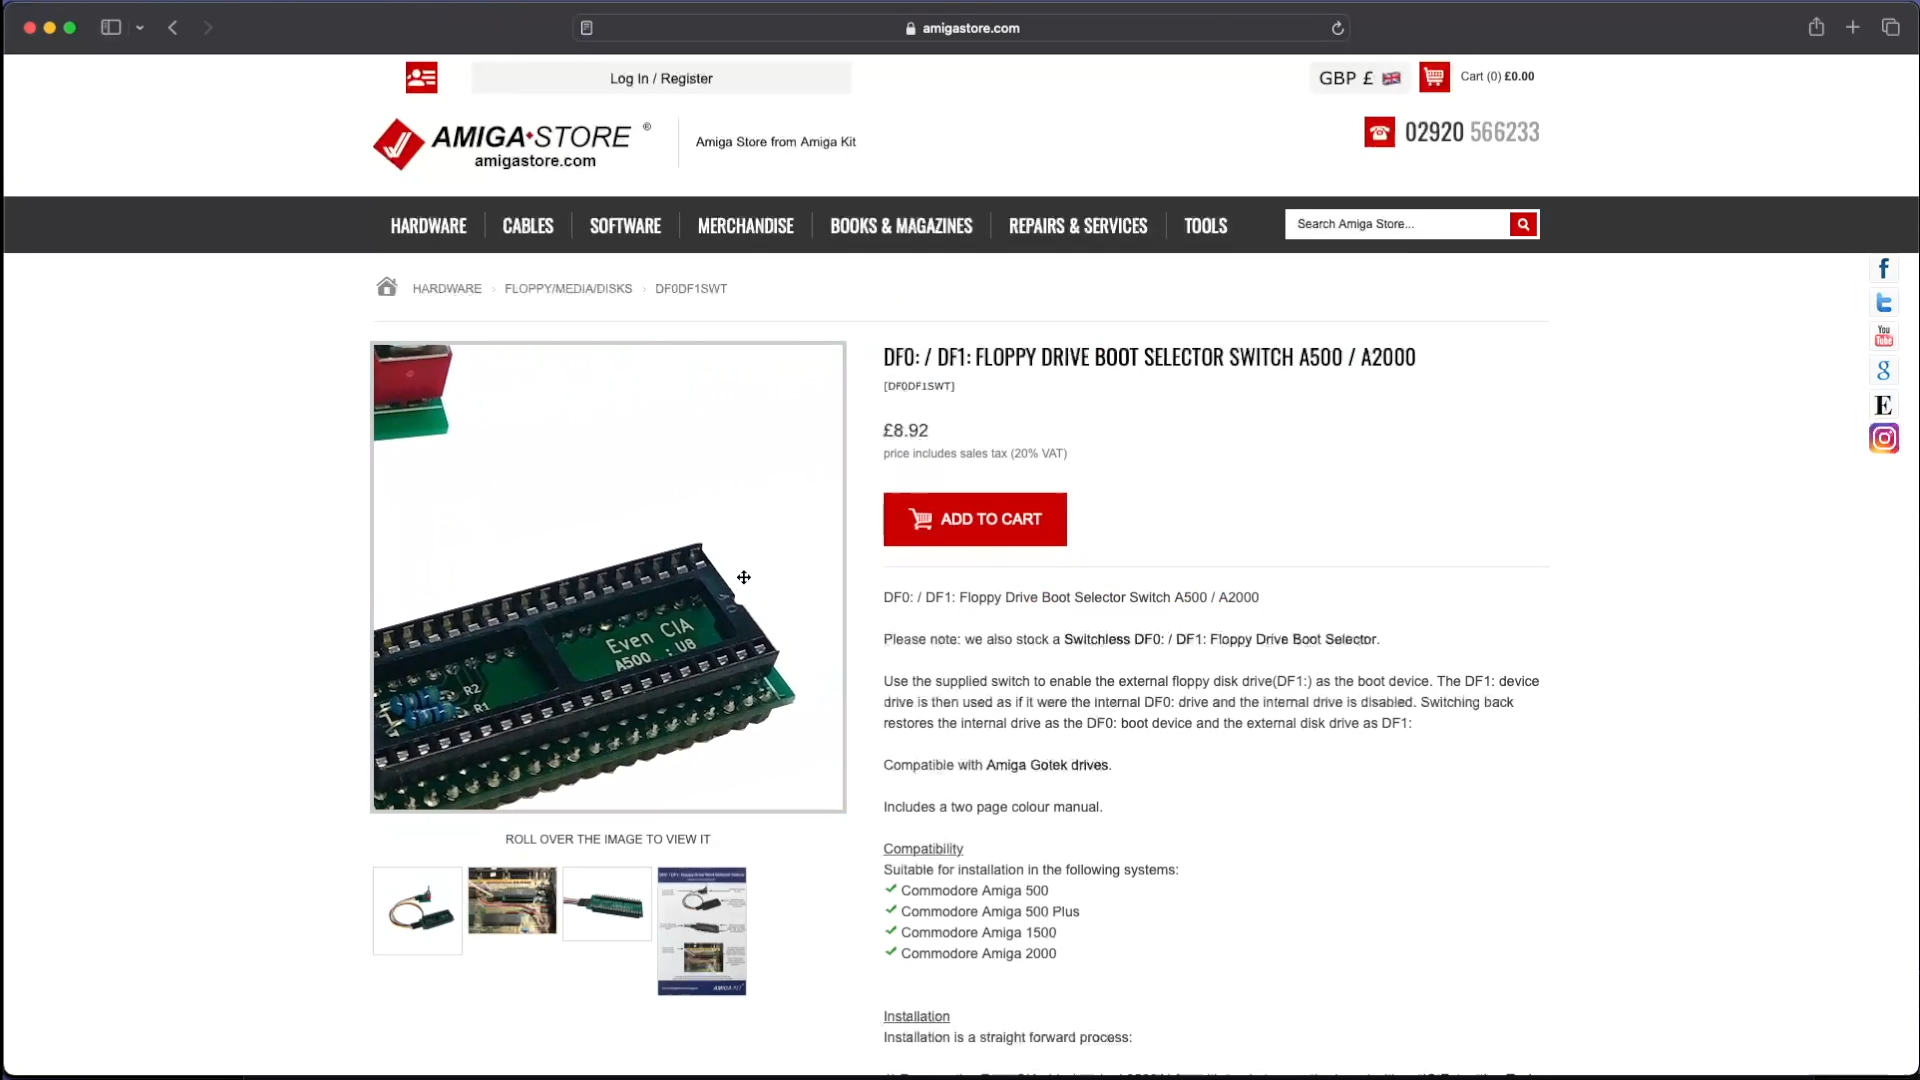 amigastore.com
Log In / Register
GBP £
Cart (0) £0.00
AMIGA STORE ®
amigastore.com
Amiga Store from Amiga Kit
02920 566233
HARDWARE
CABLES
SOFTWARE
MERCHANDISE
BOOKS & MAGAZINES
REPAIRS & SERVICES
TOOLS
Search Amiga Store...
HARDWARE › FLOPPY/MEDIA/DISKS › DF0DF1SWT
You
Tube
E
Even CIA
A500 : U8
R2
R1
ROLL OVER THE IMAGE TO VIEW IT
DF0: / DF1: FLOPPY DRIVE BOOT SELECTOR SWITCH A500 / A2000
[DF0DF1SWT]
£8.92
price includes sales tax (20% VAT)
ADD TO CART
DF0: / DF1: Floppy Drive Boot Selector Switch A500 / A2000
Please note: we also stock a Switchless DF0: / DF1: Floppy Drive Boot Selector.
Use the supplied switch to enable the external floppy disk drive(DF1:) as the boot device. The DF1: device
drive is then used as if it were the internal DF0: drive and the internal drive is disabled. Switching back
restores the internal drive as the DF0: boot device and the external disk drive as DF1:
Compatible with Amiga Gotek drives.
Includes a two page colour manual.
Compatibility
Suitable for installation in the following systems:
Commodore Amiga 500
Commodore Amiga 500 Plus
Commodore Amiga 1500
Commodore Amiga 2000
Installation
Installation is a straight forward process: